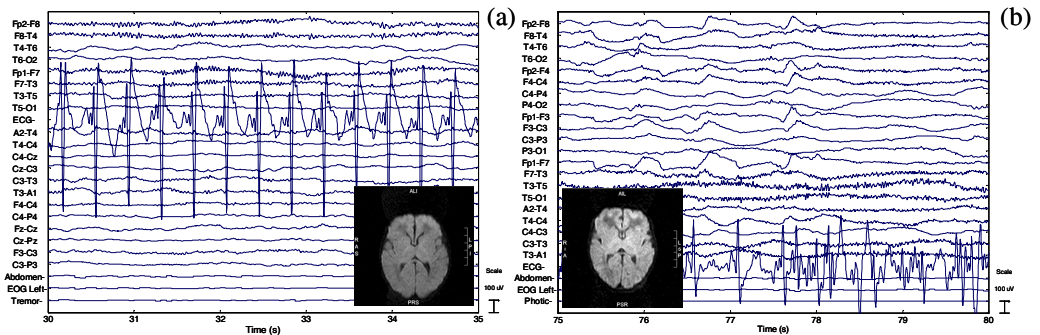 (a)
Fp2-F8
F8-T4
T4-T6
T6-O2
Fp1-F7
F7-T3
T3-T5
T5-O1
ECG-
A2-T4
T4-C4
C4-Cz
Cz-C3
C3-T3
T3-A1
F4-C4
C4-P4
Fz-Cz
Cz-Pz
F3-C3
C3-P3
Abdomen-
EOG Left-
Tremor-
30 31 32 33 34 35
Time (s)
Scale
100 uV
ALI
PRS
(b)
Fp2-F8
F8-T4
T4-T6
T6-O2
Fp2-F4
F4-C4
C4-P4
P4-O2
Fp1-F3
F3-C3
C3-P3
P3-O1
Fp1-F7
F7-T3
T3-T5
T5-O1
A2-T4
T4-C4
C4-C3
C3-T3
T3-A1
ECG-
Abdomen-
EOG Left-
Photic-
75 76 77 78 79 80
Time (s)
Scale
100 uV
AIL
PSR